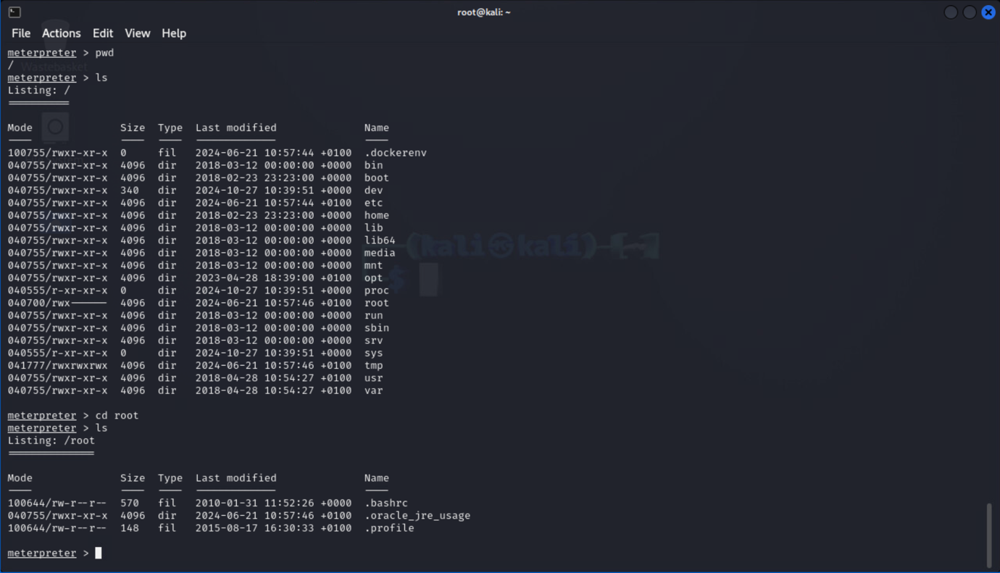 root@kali: ~
File Actions Edit View Help
meterpreter > pwd
/
Wastebasket
meterpreter > ls
Listing: /
==========
Mode Size Type Last modified Name
---- ---- ---- ------------- ----
100755/rwxr-xr-x 0 fil 2024-06-21 10:57:44 +0100 .dockerenv
040755/rwxr-xr-x 4096 dir 2018-03-12 00:00:00 +0000 bin
040755/rwxr-xr-x 4096 dir 2018-02-23 23:23:00 +0000 boot
040755/rwxr-xr-x 340 dir 2024-10-27 10:39:51 +0000 dev
040755/rwxr-xr-x 4096 dir 2024-06-21 10:57:44 +0100 etc
040755/rwxr-xr-x 4096 dir 2018-02-23 23:23:00 +0000 home
040755/rwxr-xr-x 4096 dir 2018-03-12 00:00:00 +0000 lib
040755/rwxr-xr-x 4096 dir 2018-03-12 00:00:00 +0000 lib64
(kali㉿kali)-[~]
040755/rwxr-xr-x 4096 dir 2018-03-12 00:00:00 +0000 media
040755/rwxr-xr-x 4096 dir 2018-03-12 00:00:00 +0000 mnt
$
040755/rwxr-xr-x 4096 dir 2023-04-28 18:39:00 +0100 opt
040555/r-xr-xr-x 0 dir 2024-10-27 10:39:51 +0000 proc
040700/rwx------ 4096 dir 2024-06-21 10:57:46 +0100 root
040755/rwxr-xr-x 4096 dir 2018-03-12 00:00:00 +0000 run
040755/rwxr-xr-x 4096 dir 2018-03-12 00:00:00 +0000 sbin
040755/rwxr-xr-x 4096 dir 2018-03-12 00:00:00 +0000 srv
040555/r-xr-xr-x 0 dir 2024-10-27 10:39:51 +0000 sys
041777/rwxrwxrwx 4096 dir 2024-06-21 10:57:46 +0100 tmp
040755/rwxr-xr-x 4096 dir 2018-04-28 10:54:27 +0100 usr
040755/rwxr-xr-x 4096 dir 2018-04-28 10:54:27 +0100 var
meterpreter > cd root
meterpreter > ls
Listing: /root
==============
Mode Size Type Last modified Name
---- ---- ---- ------------- ----
100644/rw-r--r-- 570 fil 2010-01-31 11:52:26 +0000 .bashrc
040755/rwxr-xr-x 4096 dir 2024-06-21 10:57:46 +0100 .oracle_jre_usage
100644/rw-r--r-- 148 fil 2015-08-17 16:30:33 +0100 .profile
meterpreter >